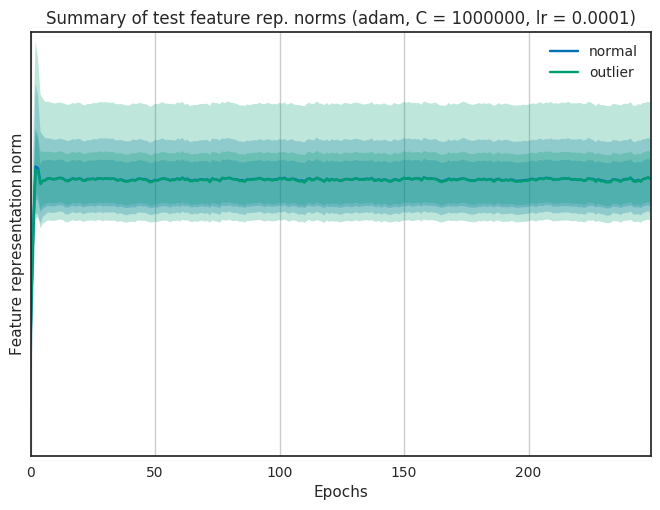 Summary of test feature rep. norms (adam, C = 1000000, lr = 0.0001)
normal
outlier
Feature representation norm
0 50 100 150 200
Epochs